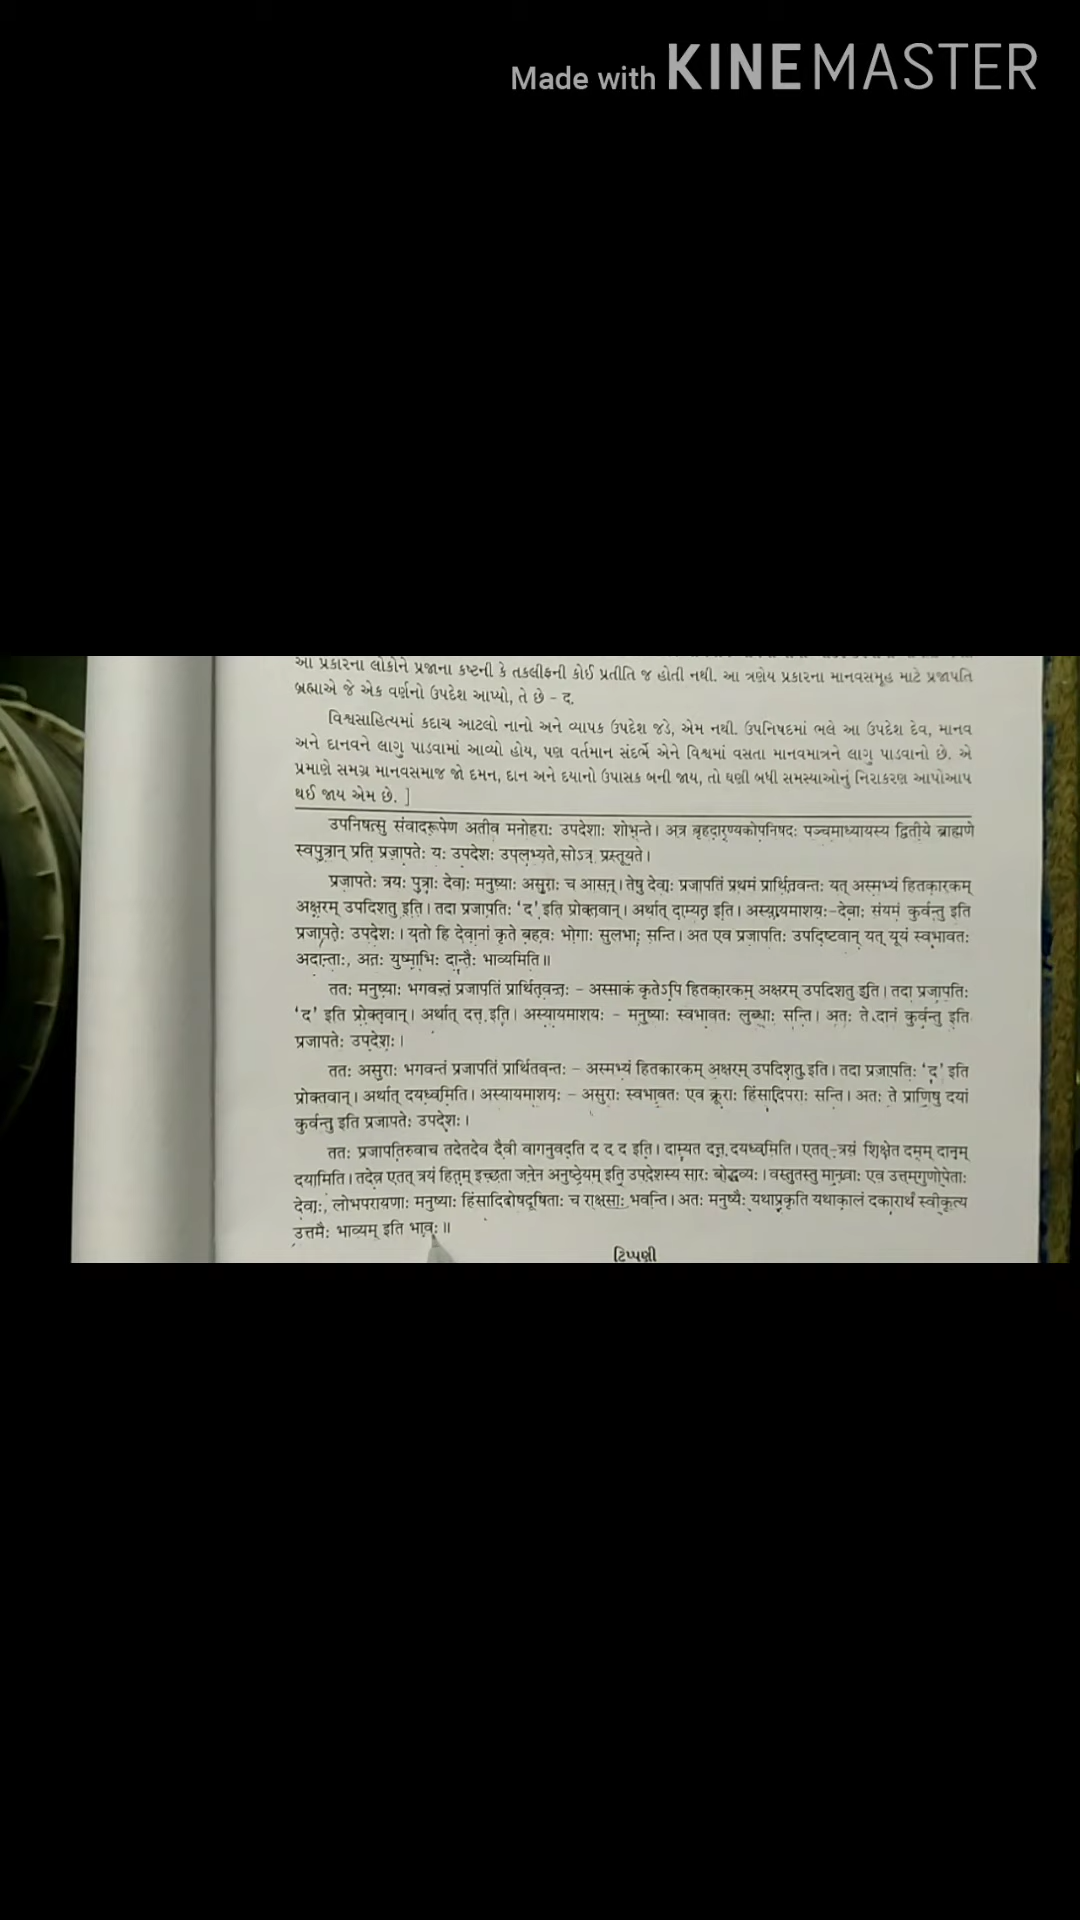 Made with KINEMASTER
આ પ્રકારના લોકોને પ્રજાના કષ્ટની કે તકલીફની કોઈ પ્રતીતિ જ હોતી નથી. આ ત્રણેય પ્રકારના માનવસમૂહ માટે પ્રજાપતિ
બ્રહ્માએ જે એક વર્ણનો ઉપદેશ આપ્યો, તે છે - દ.
વિશ્વસાહિત્યમાં કદાચ આટલો નાનો અને વ્યાપક ઉપદેશ જડે, એમ નથી. ઉપનિષદમાં ભલે આ ઉપદેશ દેવ, માનવ
અને દાનવને લાગુ પાડવામાં આવ્યો હોય, પણ વર્તમાન સંદર્ભે એને વિશ્વમાં વસતા માનવમાત્રને લાગુ પાડવાનો છે. એ
પ્રમાણે સમગ્ર માનવસમાજ જો દમન, દાન અને દયાનો ઉપાસક બની જાય, તો ઘણી બધી સમસ્યાઓનું નિરાકરણ આપોઆપ
થઈ જાય એમ છે. ]
उपनिषत्सु संवादरूपेण अतीव मनोहराः उपदेशाः शोभन्ते। अत्र बृहदारण्यकोपनिषदः पञ्चमाध्यायस्य द्वितीये ब्राह्मणे
स्वपुत्रान् प्रति प्रजापतेः यः उपदेशः उपलभ्यते, सोऽत्र प्रस्तूयते।
प्रजापतेः त्रयः पुत्राः देवाः मनुष्याः असुराः च आसन्। तेषु देवाः प्रजापतिं प्रथमं प्रार्थितवन्तः यत् अस्मभ्यं हितकारकम्
अक्षरम् उपदिशतु इति। तदा प्रजापतिः ‘द’ इति प्रोक्तवान्। अर्थात् दाम्यत इति। अस्यायमाशयः-देवाः संयमं कुर्वन्तु इति
प्रजापतेः उपदेशः। यतो हि देवानां कृते बहवः भोगाः सुलभाः सन्ति। अत एव प्रजापतिः उपदिष्टवान् यत् यूयं स्वभावतः
अदान्ताः, अतः युष्माभिः दान्तैः भाव्यमिति॥
ततः मनुष्याः भगवन्तं प्रजापतिं प्रार्थितवन्तः - अस्माकं कृतेऽपि हितकारकम् अक्षरम् उपदिशतु इति। तदा प्रजापतिः
‘द’ इति प्रोक्तवान्। अर्थात् दत्त इति। अस्यायमाशयः - मनुष्याः स्वभावतः लुब्धाः सन्ति। अतः ते दानं कुर्वन्तु इति
प्रजापतेः उपदेशः।
ततः असुराः भगवन्तं प्रजापतिं प्रार्थितवन्तः - अस्मभ्यं हितकारकम् अक्षरम् उपदिशतु इति। तदा प्रजापतिः ‘द’ इति
प्रोक्तवान्। अर्थात् दयध्वमिति। अस्यायमाशयः - असुराः स्वभावतः एव क्रूराः हिंसादिपराः सन्ति। अतः ते प्राणिषु दयां
कुर्वन्तु इति प्रजापतेः उपदेशः।
ततः प्रजापतिरुवाच तदेतदेव दैवी वागनुवदति द द द इति। दाम्यत दत्त दयध्वमिति। एतत् त्रयं शिक्षेत दमम् दानम्
दयामिति। तदेव एतत् त्रयं हितम् इच्छता जनेन अनुष्ठेयम् इति उपदेशस्य सारः बोद्धव्यः। वस्तुतस्तु मानवाः एव उत्तमगुणोपेताः
देवाः, लोभपरायणाः मनुष्याः हिंसादिदोषदूषिताः च राक्षसाः भवन्ति। अतः मनुष्यैः यथाप्रकृति यथाकालं दकारार्थं स्वीकृत्य
उत्तमैः भाव्यम् इति भावः॥
ટિપ્પણી